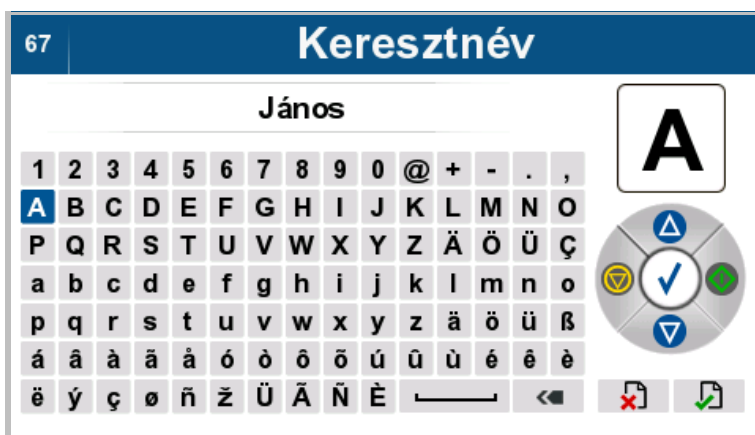 67 Keresztnév
János
A
1 2 3 4 5 6 7 8 9 0 @ + - . ,
A B C D E F G H I J K L M N O
P Q R S T U V W X Y Z Ä Ö Ü Ç
a b c d e f g h i j k l m n o
p q r s t u v w x y z ä ö ü ß
á â à ã å ó ò ô õ ú û ù é ê è
ë ý ç ø ñ ž Ü Ã Ñ È